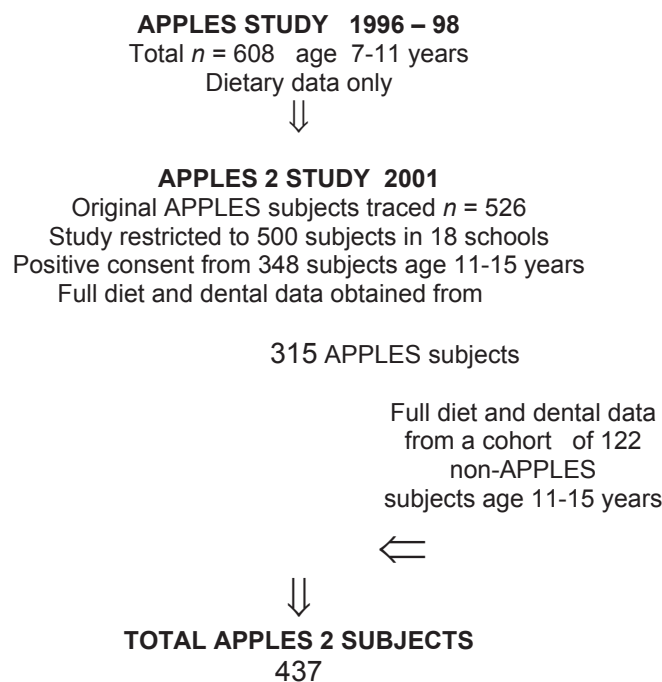 APPLES STUDY 1996 – 98
Total n = 608 age 7-11 years
Dietary data only
⇓
APPLES 2 STUDY 2001
Original APPLES subjects traced n = 526
Study restricted to 500 subjects in 18 schools
Positive consent from 348 subjects age 11-15 years
Full diet and dental data obtained from
315 APPLES subjects
Full diet and dental data
from a cohort of 122
non-APPLES
subjects age 11-15 years
⇐
⇓
TOTAL APPLES 2 SUBJECTS
437